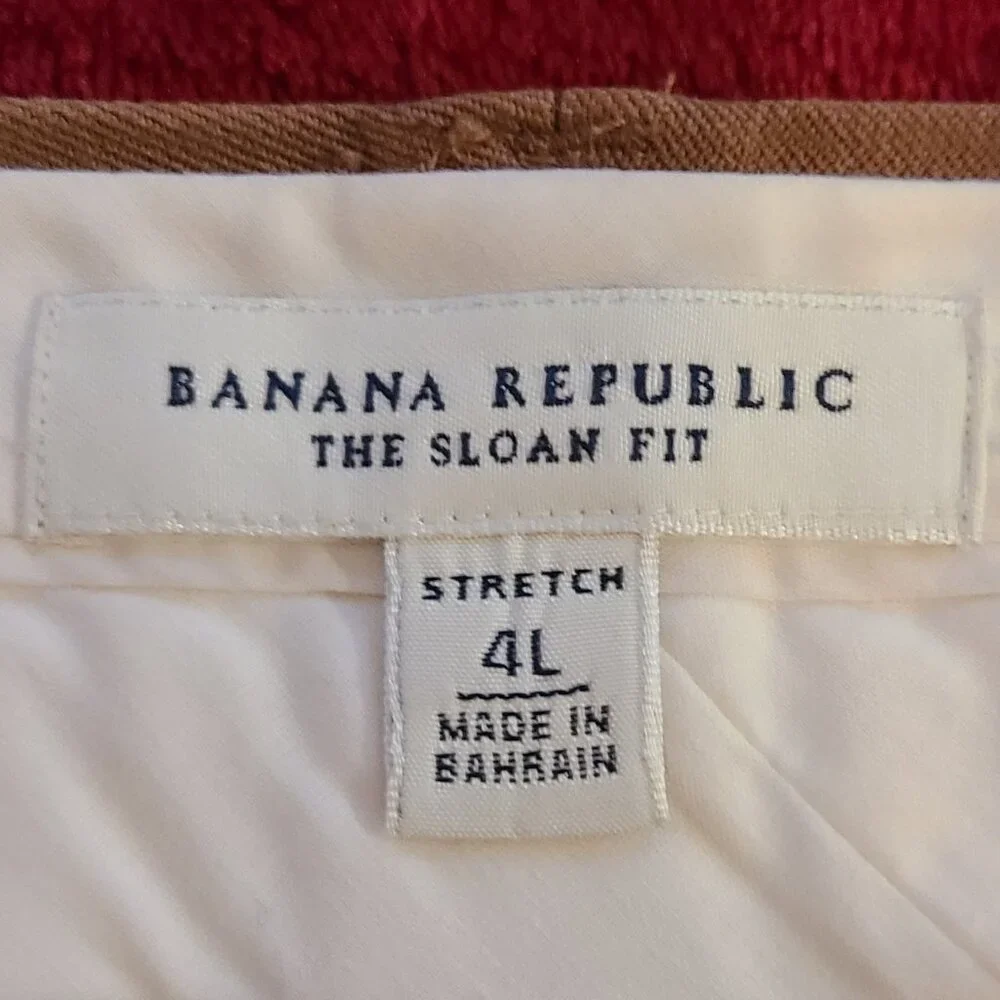 BANANA REPUBLIC
THE SLOAN FIT
STRETCH
4L
MADE IN
BAHRAIN